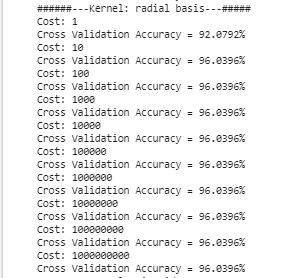 ######---Kernel: radial basis---#####
Cost: 1
Cross Validation Accuracy = 92.0792%
Cost: 10
Cross Validation Accuracy = 96.0396%
Cost: 100
Cross Validation Accuracy = 96.0396%
Cost: 1000
Cross Validation Accuracy = 96.0396%
Cost: 10000
Cross Validation Accuracy = 96.0396%
Cost: 100000
Cross Validation Accuracy = 96.0396%
Cost: 1000000
Cross Validation Accuracy = 96.0396%
Cost: 10000000
Cross Validation Accuracy = 96.0396%
Cost: 100000000
Cross Validation Accuracy = 96.0396%
Cost: 1000000000
Cross Validation Accuracy = 96.0396%